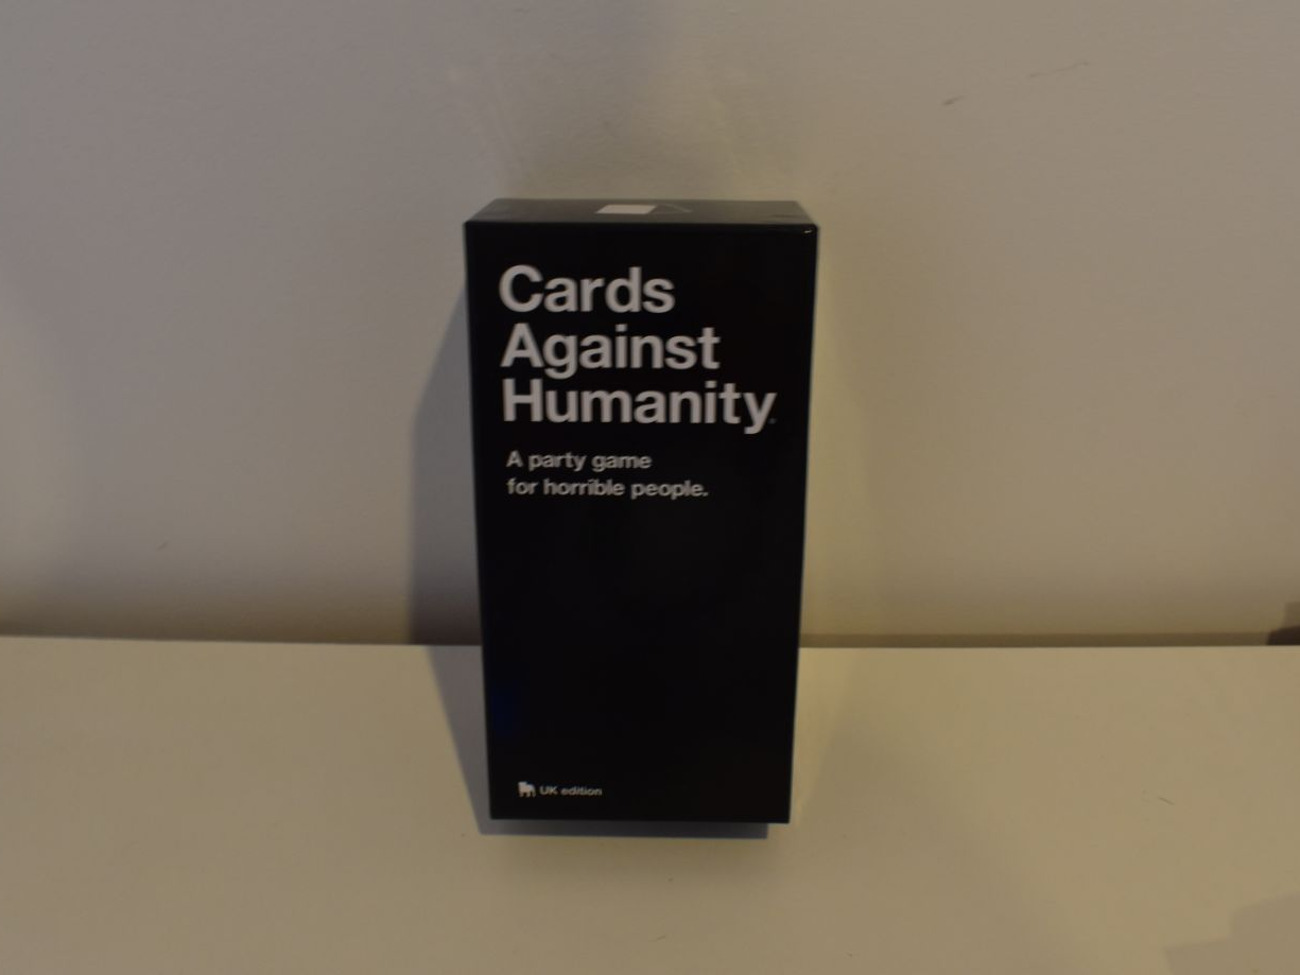 Cards
Against
Humanity
A party game
for horrible people.
UK edition